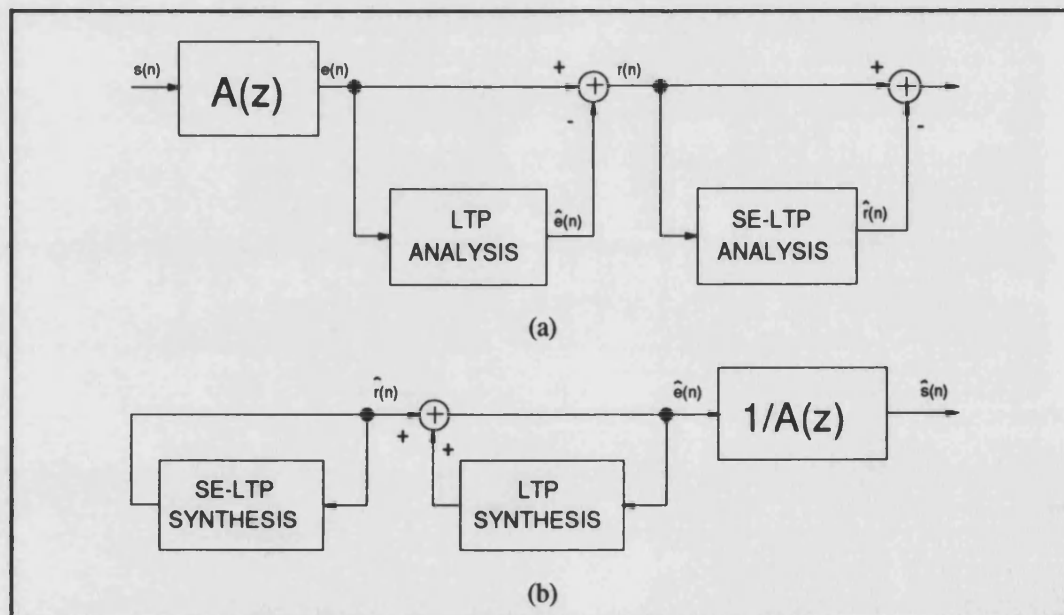 s(n) A(z) e(n) + r(n) +
- -
LTP
ANALYSIS
ê(n)
SE-LTP
ANALYSIS
r̂(n)
(a)
r̂(n) ê(n) 1/A(z) ŝ(n)
+ +
SE-LTP
SYNTHESIS
LTP
SYNTHESIS
(b)